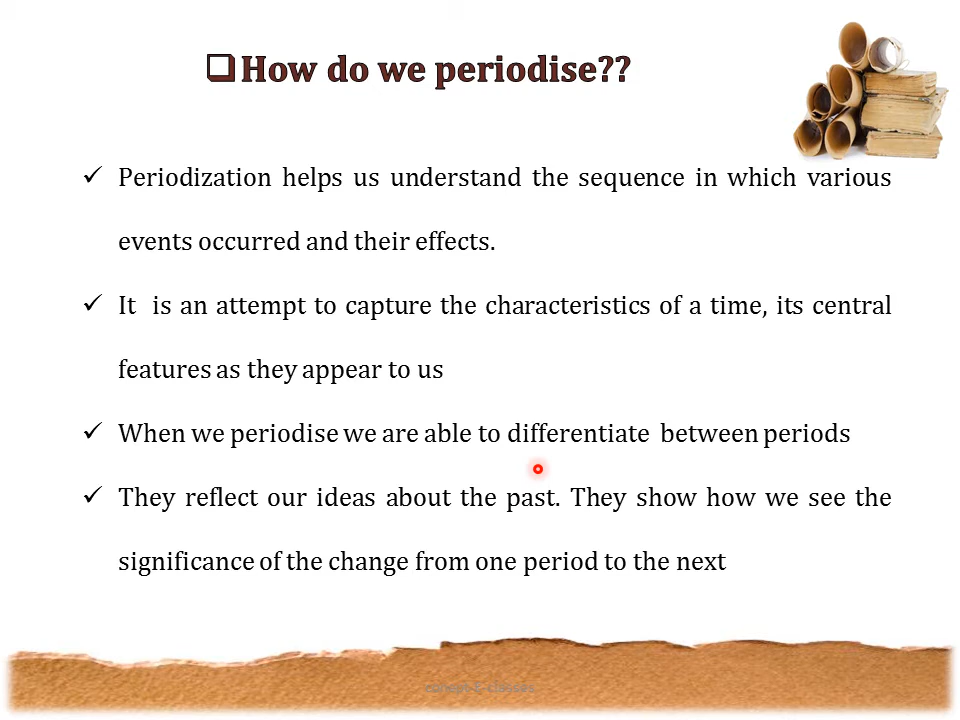 How do we periodise??
Periodization helps us understand the sequence in which various
events occurred and their effects.
It is an attempt to capture the characteristics of a time, its central
features as they appear to us
When we periodise we are able to differentiate between periods
They reflect our ideas about the past. They show how we see the
significance of the change from one period to the next